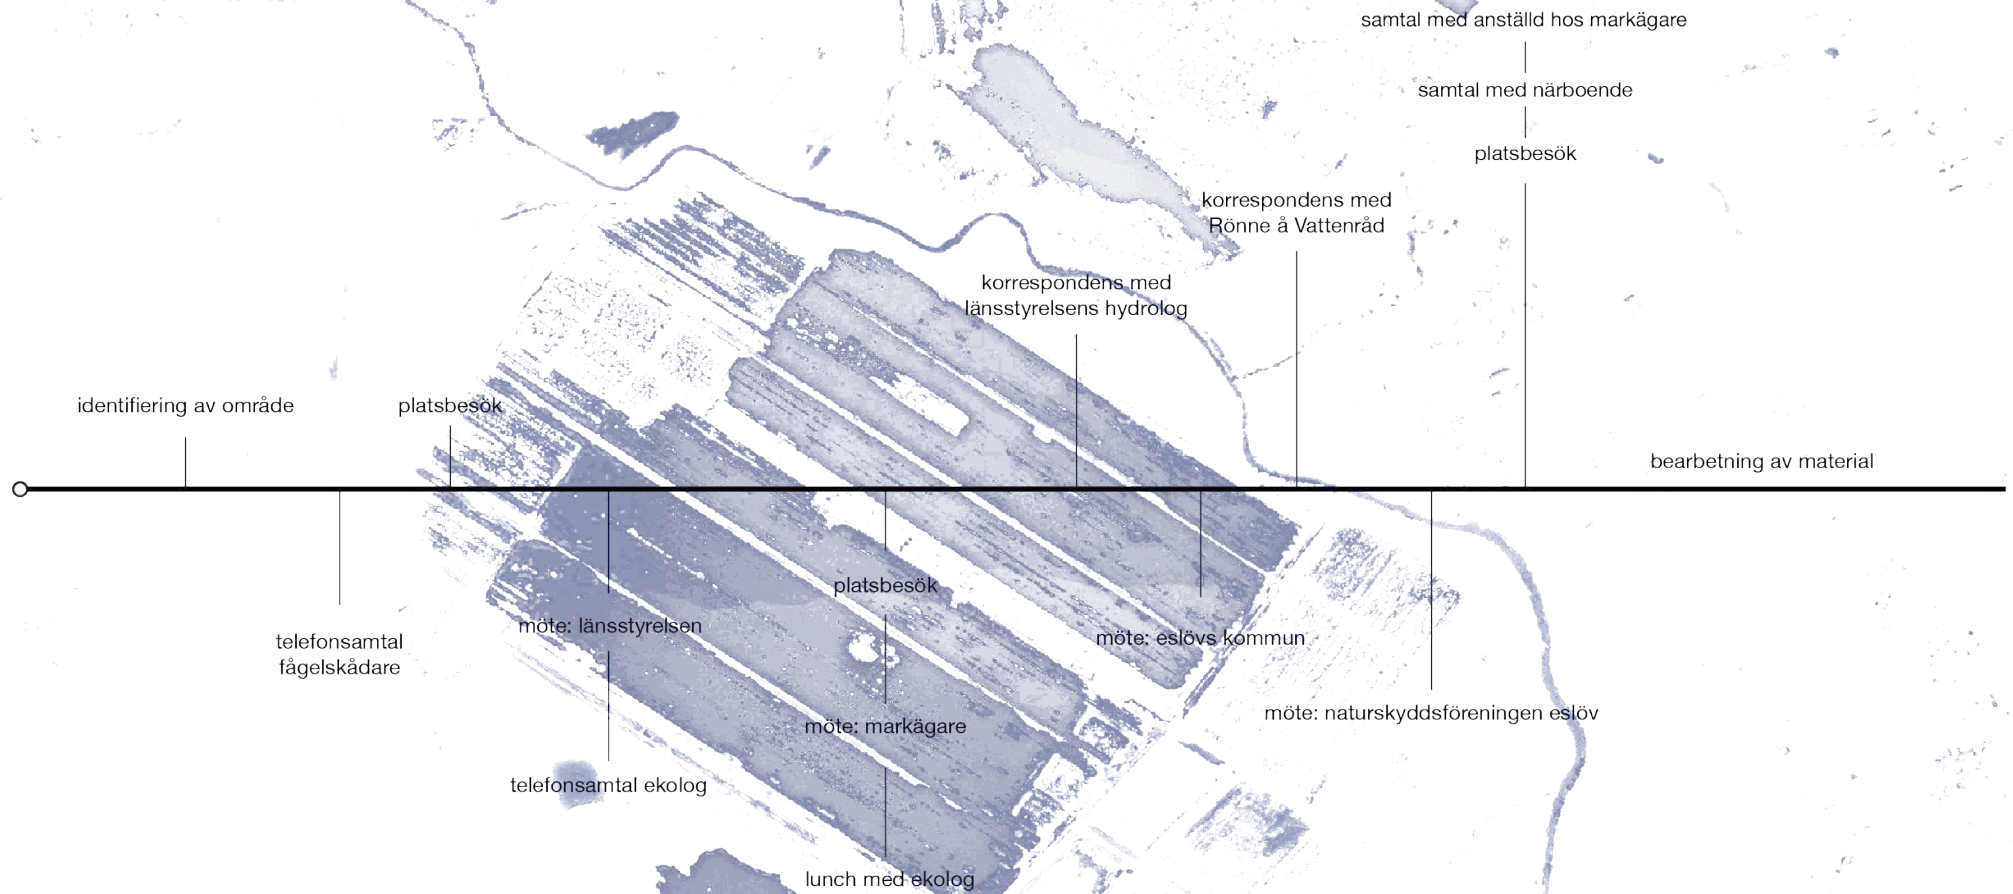 samtal med anställd hos markägare
samtal med närboende
platsbesök
korrespondens med
Rönne å Vattenråd
korrespondens med
länsstyrelsens hydrolog
identifiering av område
platsbesök
bearbetning av material
platsbesök
möte: länsstyrelsen
möte: eslövs kommun
telefonsamtal
fågelskådare
möte: naturskyddsföreningen eslöv
möte: markägare
telefonsamtal ekolog
lunch med ekolog